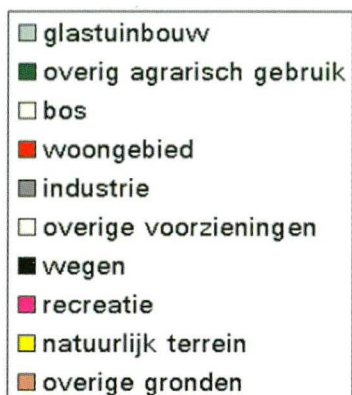 glastuinbouw
overig agrarisch gebruik
bos
woongebied
industrie
overige voorzieningen
wegen
recreatie
natuurlijk terrein
overige gronden